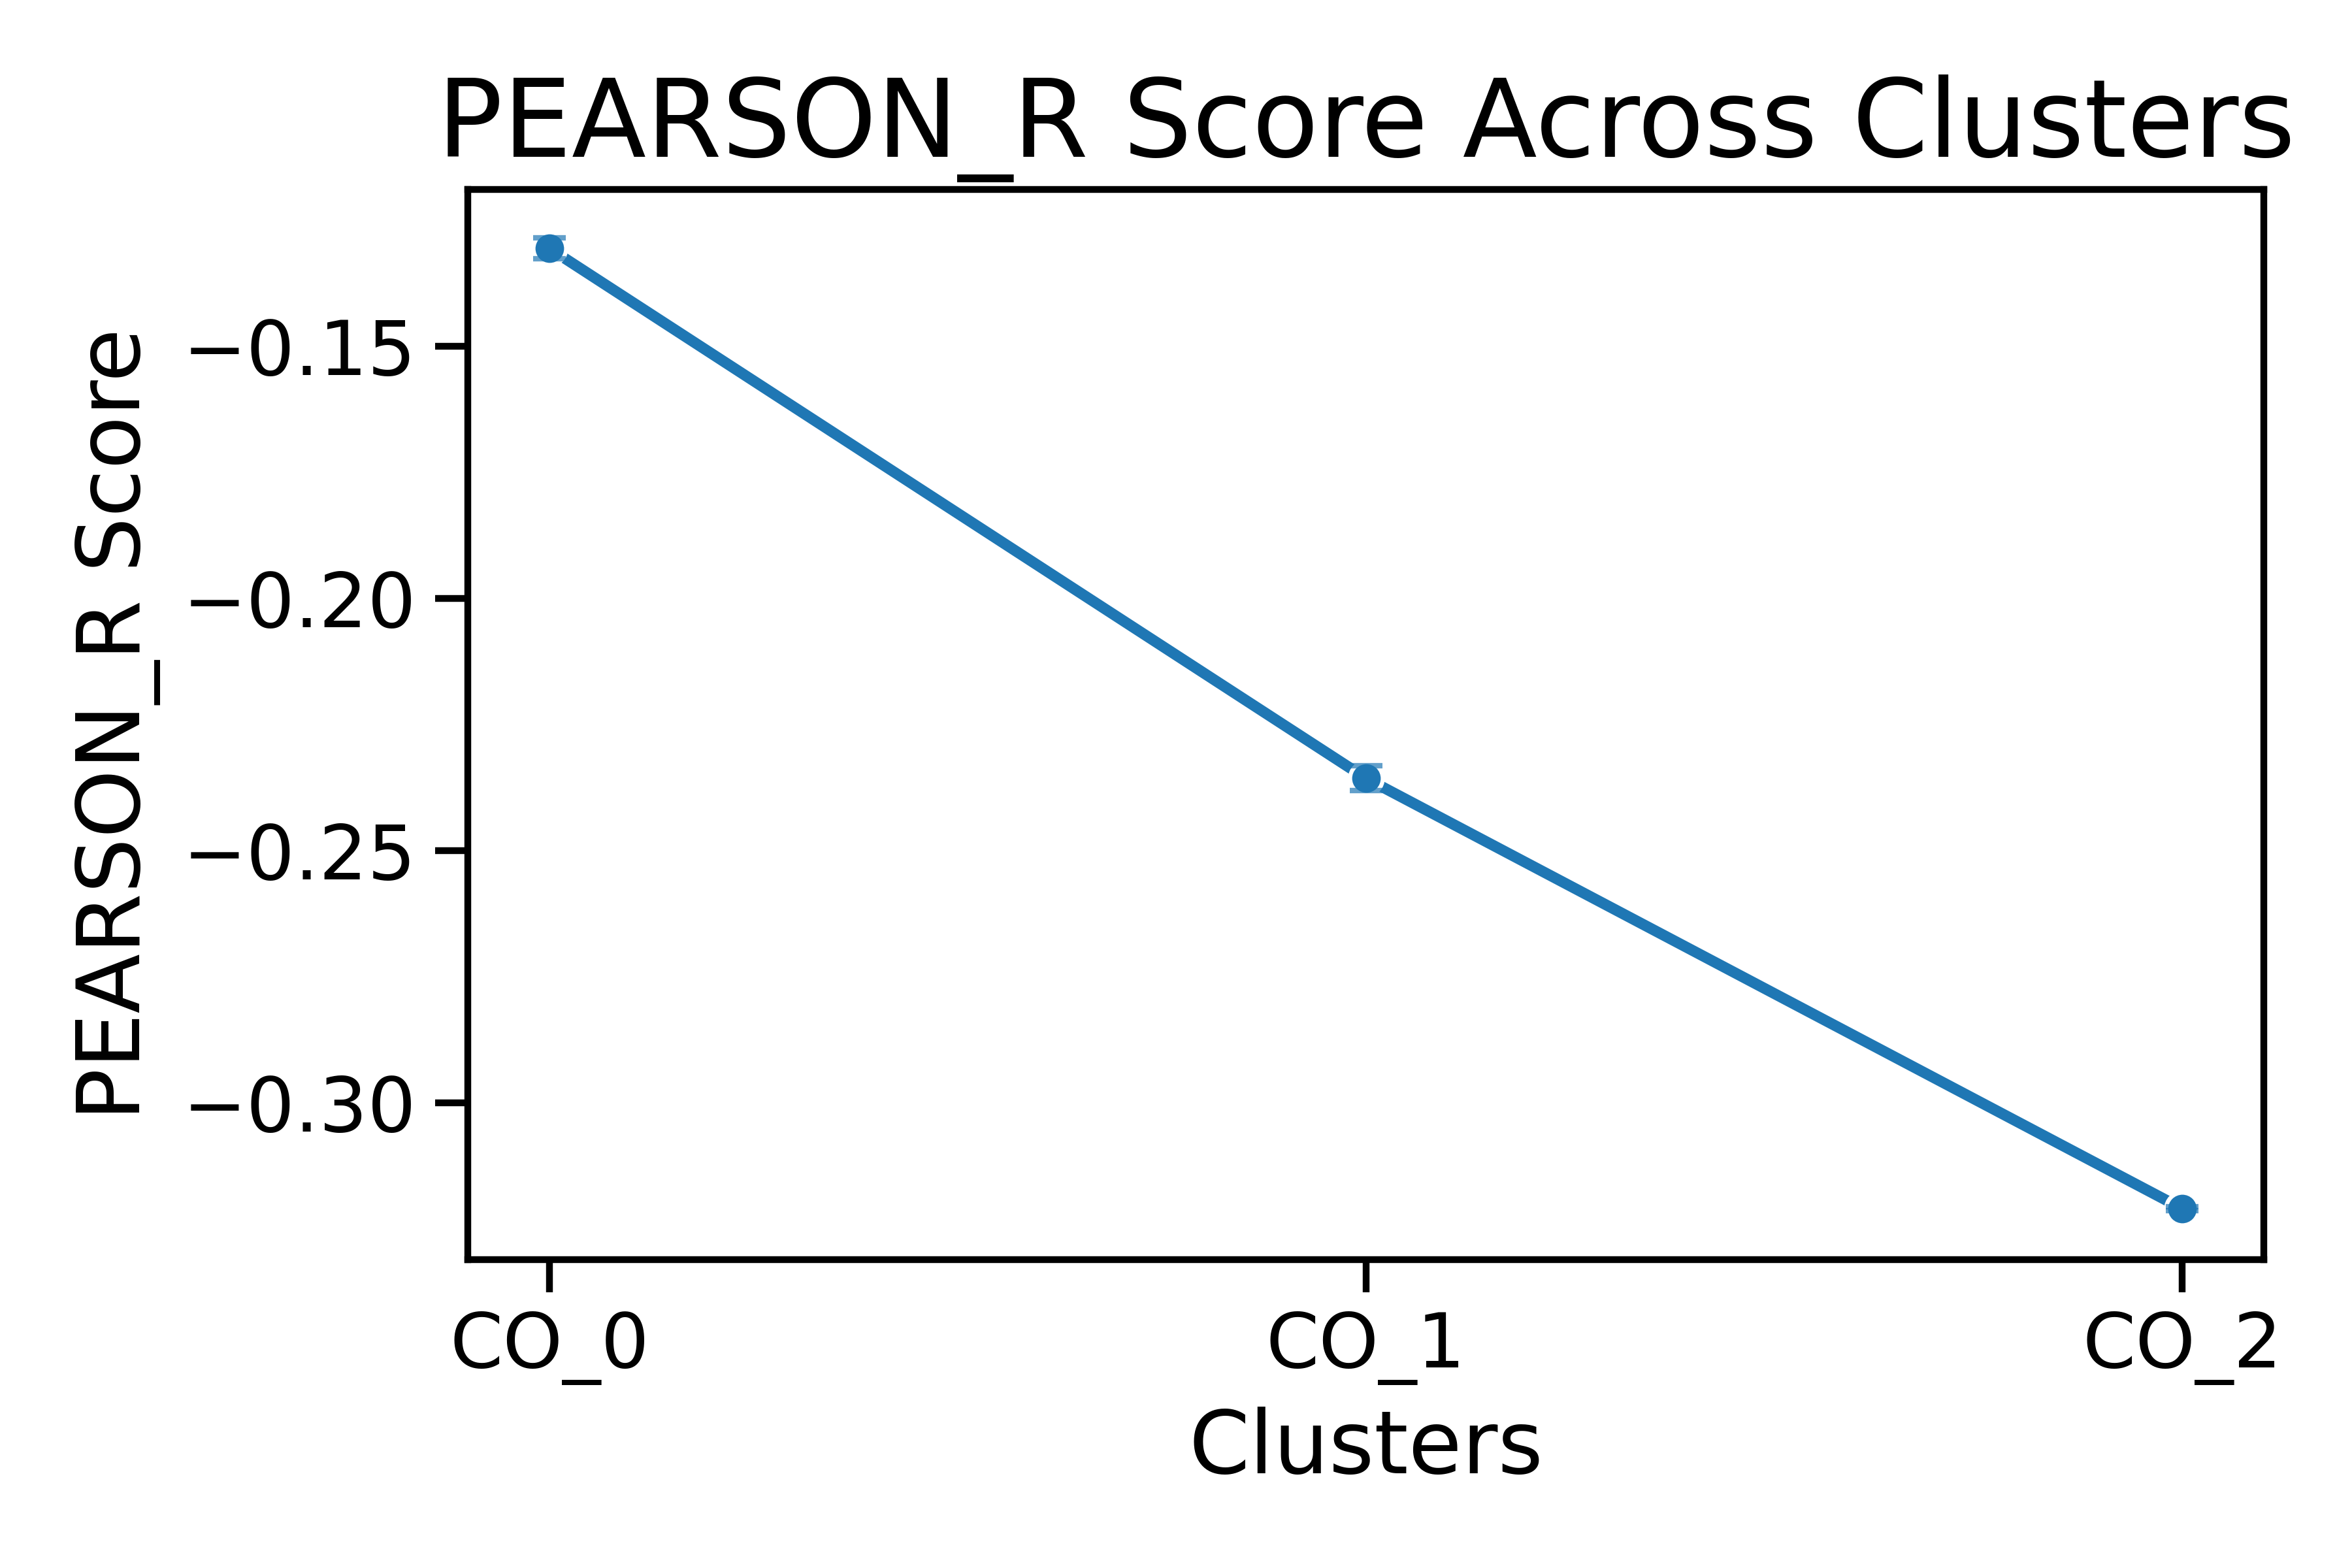 PEARSON_R Score Across Clusters
PEARSON_R Score
−0.15
−0.20
−0.25
−0.30
CO_0 CO_1 CO_2
Clusters